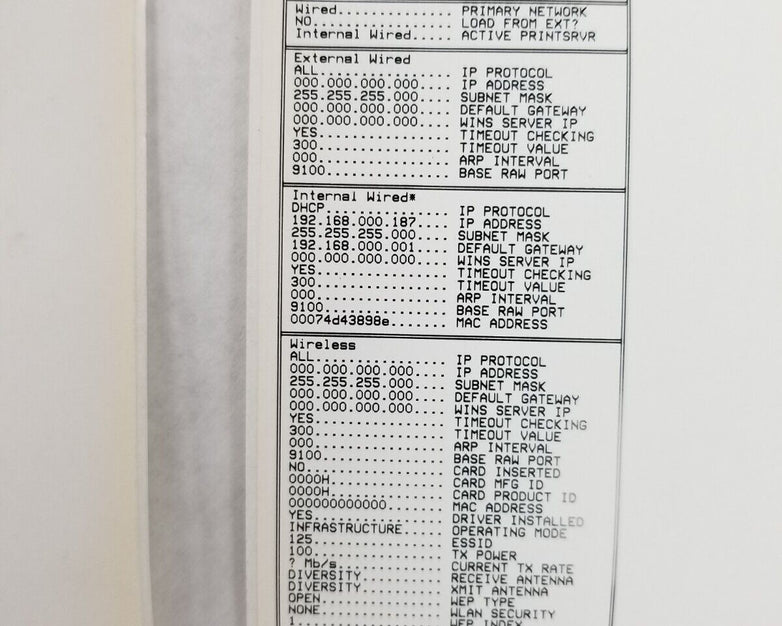 Wired.............. PRIMARY NETWORK
NO................. LOAD FROM EXT?
Internal Wired..... ACTIVE PRINTSRVR
External Wired
ALL................ IP PROTOCOL
000.000.000.000.... IP ADDRESS
255.255.255.000.... SUBNET MASK
000.000.000.000.... DEFAULT GATEWAY
000.000.000.000.... WINS SERVER IP
YES................ TIMEOUT CHECKING
300................ TIMEOUT VALUE
000................ ARP INTERVAL
9100............... BASE RAW PORT
Internal Wired*
DHCP............... IP PROTOCOL
192.168.000.187.... IP ADDRESS
255.255.255.000.... SUBNET MASK
192.168.000.001.... DEFAULT GATEWAY
000.000.000.000.... WINS SERVER IP
YES................ TIMEOUT CHECKING
300................ TIMEOUT VALUE
000................ ARP INTERVAL
9100............... BASE RAW PORT
00074d43898e....... MAC ADDRESS
Wireless
ALL................ IP PROTOCOL
000.000.000.000.... IP ADDRESS
255.255.255.000.... SUBNET MASK
000.000.000.000.... DEFAULT GATEWAY
000.000.000.000.... WINS SERVER IP
YES................ TIMEOUT CHECKING
300................ TIMEOUT VALUE
000................ ARP INTERVAL
9100............... BASE RAW PORT
NO................. CARD INSERTED
0000H.............. CARD MFG ID
0000H.............. CARD PRODUCT ID
000000000000....... MAC ADDRESS
YES................ DRIVER INSTALLED
INFRASTRUCTURE..... OPERATING MODE
125................ ESSID
100................ TX POWER
? Mb/s............. CURRENT TX RATE
DIVERSITY.......... RECEIVE ANTENNA
DIVERSITY.......... XMIT ANTENNA
OPEN............... WEP TYPE
NONE............... WLAN SECURITY
1.................. WEP INDEX